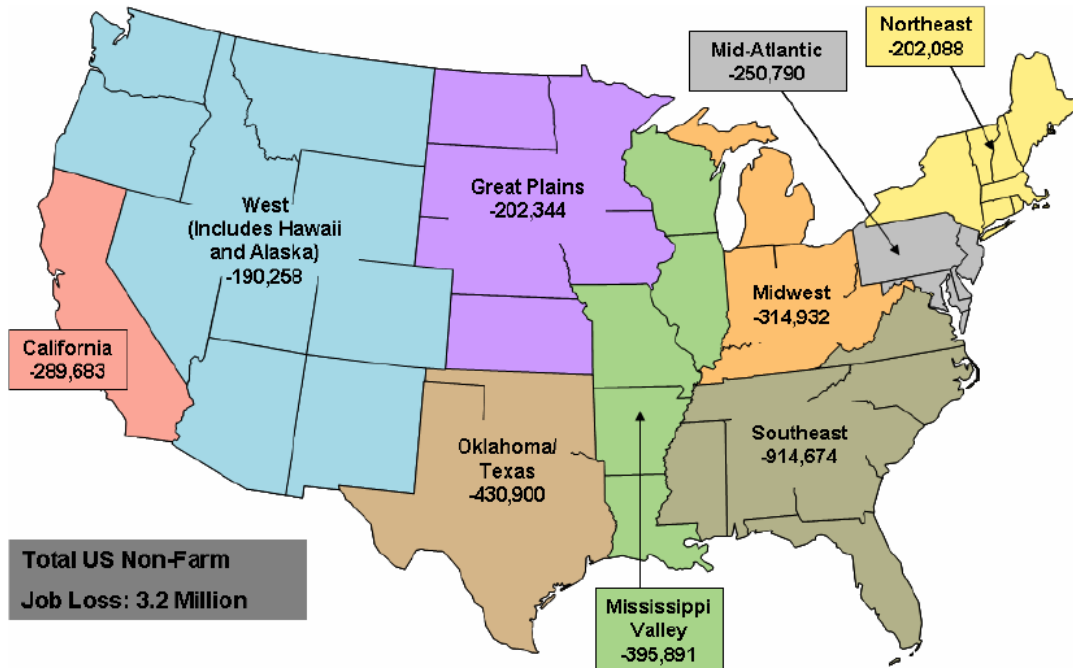 Northeast
-202,088
Mid-Atlantic
-250,790
Great Plains
-202,344
West
(Includes Hawaii
and Alaska)
-190,258
Midwest
-314,932
California
-289,683
Southeast
-914,674
Oklahoma/
Texas
-430,900
Total US Non-Farm
Job Loss: 3.2 Million
Mississippi
Valley
-395,891